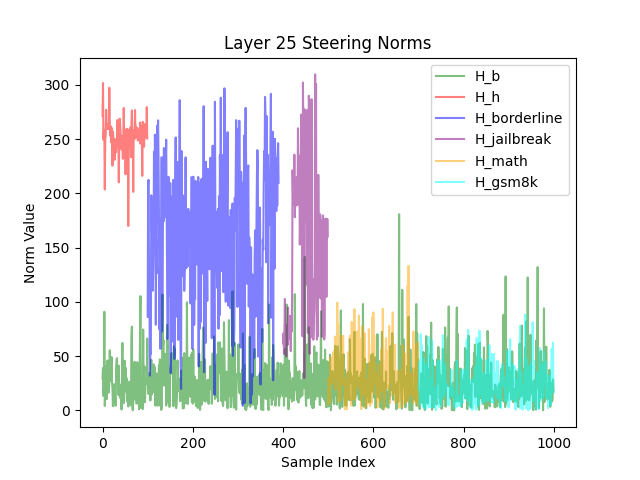 Layer 25 Steering Norms
Norm Value
300
250
200
150
100
50
0
H_b
H_h
H_borderline
H_jailbreak
H_math
H_gsm8k
0
200
400
600
800
1000
Sample Index